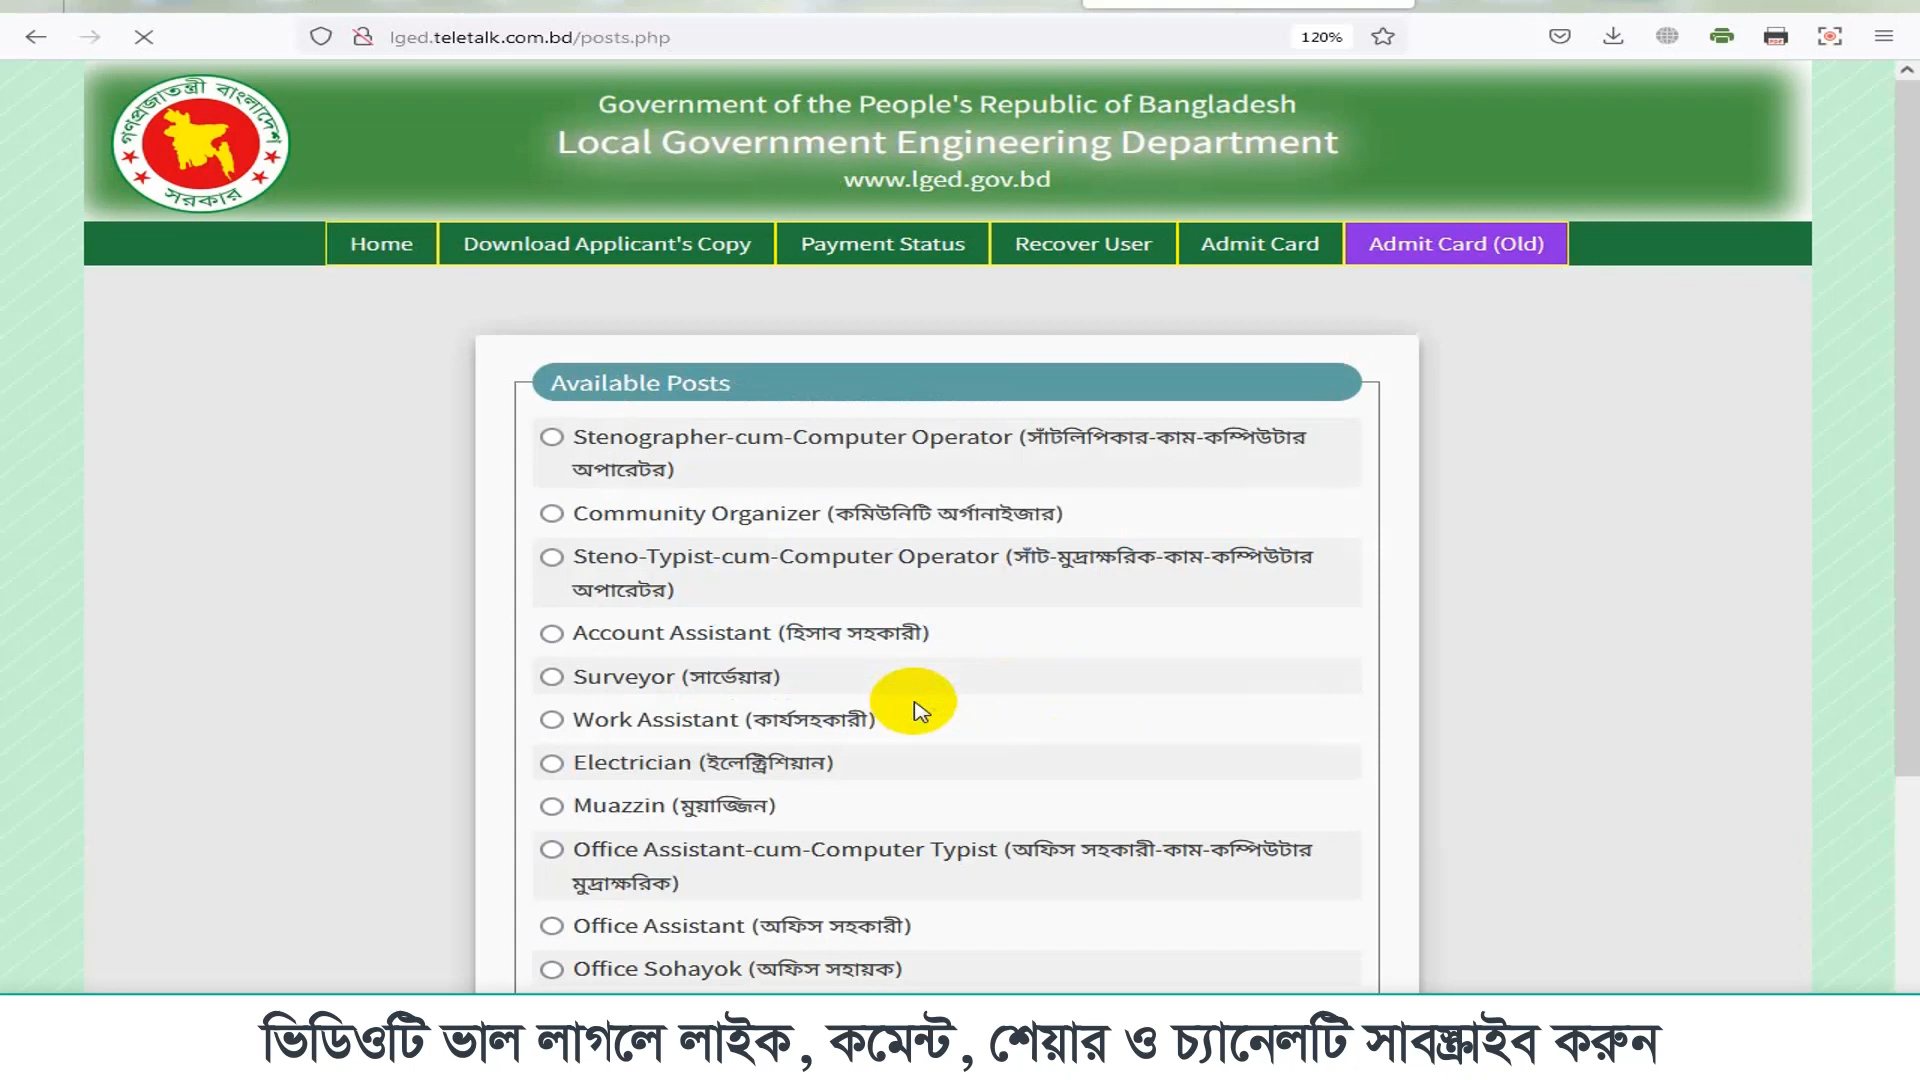 lged.teletalk.com.bd/posts.php
120%
গণপ্রজাতন্ত্রী বাংলাদেশ
সরকার
Government of the People's Republic of Bangladesh
Local Government Engineering Department
www.lged.gov.bd
Home
Download Applicant's Copy
Payment Status
Recover User
Admit Card
Admit Card (Old)
Available Posts
Stenographer-cum-Computer Operator (সাঁটলিপিকার-কাম-কম্পিউটার
অপারেটর)
Community Organizer (কমিউনিটি অর্গানাইজার)
Steno-Typist-cum-Computer Operator (সাঁট-মুদ্রাক্ষরিক-কাম-কম্পিউটার
অপারেটর)
Account Assistant (হিসাব সহকারী)
Surveyor (সার্ভেয়ার)
Work Assistant (কার্যসহকারী)
Electrician (ইলেক্ট্রিশিয়ান)
Muazzin (মুয়াজ্জিন)
Office Assistant-cum-Computer Typist (অফিস সহকারী-কাম-কম্পিউটার
মুদ্রাক্ষরিক)
Office Assistant (অফিস সহকারী)
Office Sohayok (অফিস সহায়ক)
ভিডিওটি ভাল লাগলে লাইক, কমেন্ট, শেয়ার ও চ্যানেলটি সাবস্ক্রাইব করুন